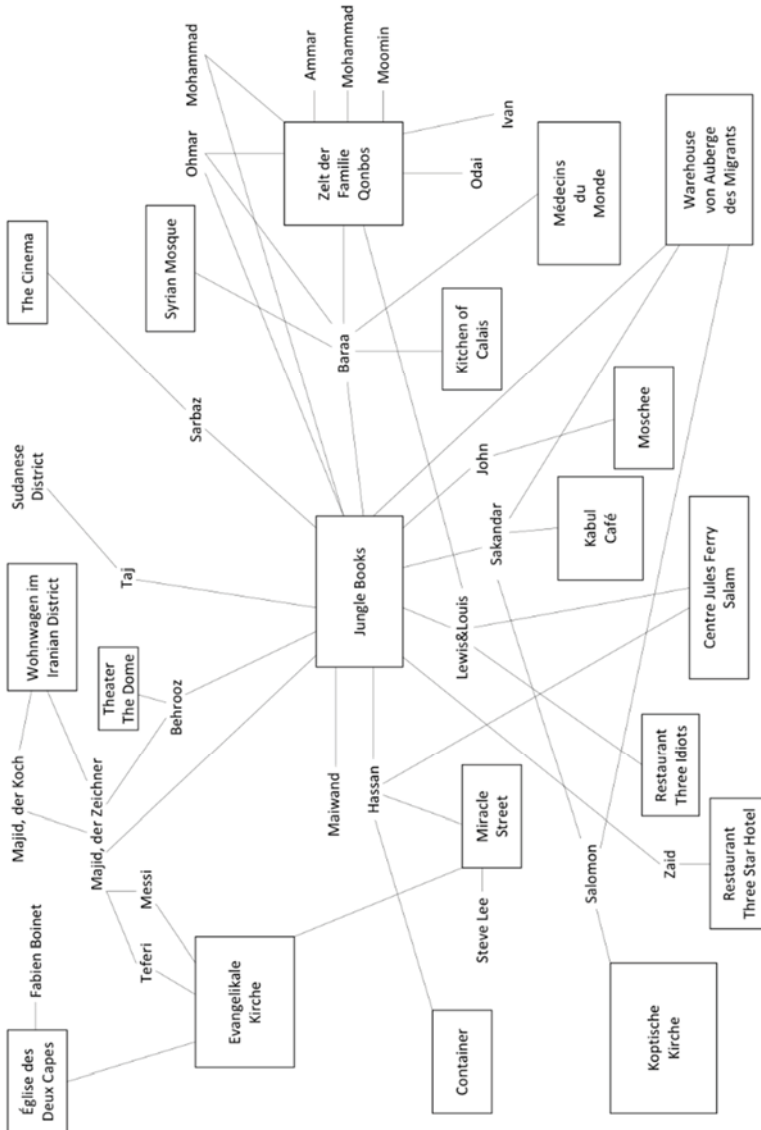 Église des
Deux Capes
Fabien Boinet
Majid, der Koch
Wohnwagen im
Iranian District
Sudanese
District
The Cinema
Majid, der Zeichner
Theater
The Dome
Behrooz
Taj
Sarbaz
Syrian Mosque
Ohmar
Mohammad
Teferi
Messi
Evangelikale
Kirche
Zelt der
Familie
Qonbos
Ammar
Mohammad
Moomin
Maiwand
Hassan
Jungle Books
Baraa
Odai
Ivan
Container
Steve Lee
Miracle
Street
Lewis&Louis
Sakandar
John
Kitchen of
Calais
Médecins
du
Monde
Salomon
Kabul
Café
Moschee
Koptische
Kirche
Zaid
Restaurant
Three Idiots
Restaurant
Three Star Hotel
Centre Jules Ferry
Salam
Warehouse
von Auberge
des Migrants